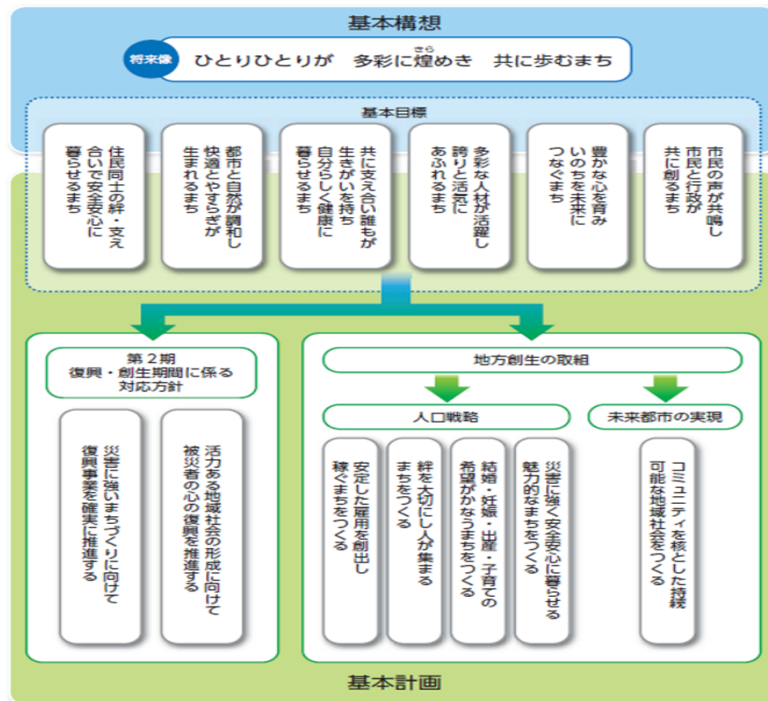 基本構想
将来像
ひとりひとりが 多彩に煌めき 共に歩むまち
きら
基本目標
住民同士の絆・支え
合いで安全安心に
暮らせるまち
都市と自然が調和し
快適とやすらぎが
生まれるまち
共に支え合い誰もが
生きがいを持ち
自分らしく健康に
暮らせるまち
多彩な人材が活躍し
誇りと活気に
あふれるまち
豊かな心を育み
いのちを未来に
つなぐまち
市民の声が共鳴し
市民と行政が
共に創るまち
第2期
復興・創生期間に係る
対応方針
災害に強いまちづくりに向けて
復興事業を確実に推進する
活力ある地域社会の形成に向けて
被災者の心の復興を推進する
地方創生の取組
人口戦略
安定した雇用を創出し
稼ぐまちをつくる
絆を大切にし人が集まる
まちをつくる
結婚・妊娠・出産・子育ての
希望がかなうまちをつくる
災害に強く安全安心に暮らせる
魅力的なまちをつくる
未来都市の実現
コミュニティを核とした持続
可能な地域社会をつくる
基本計画